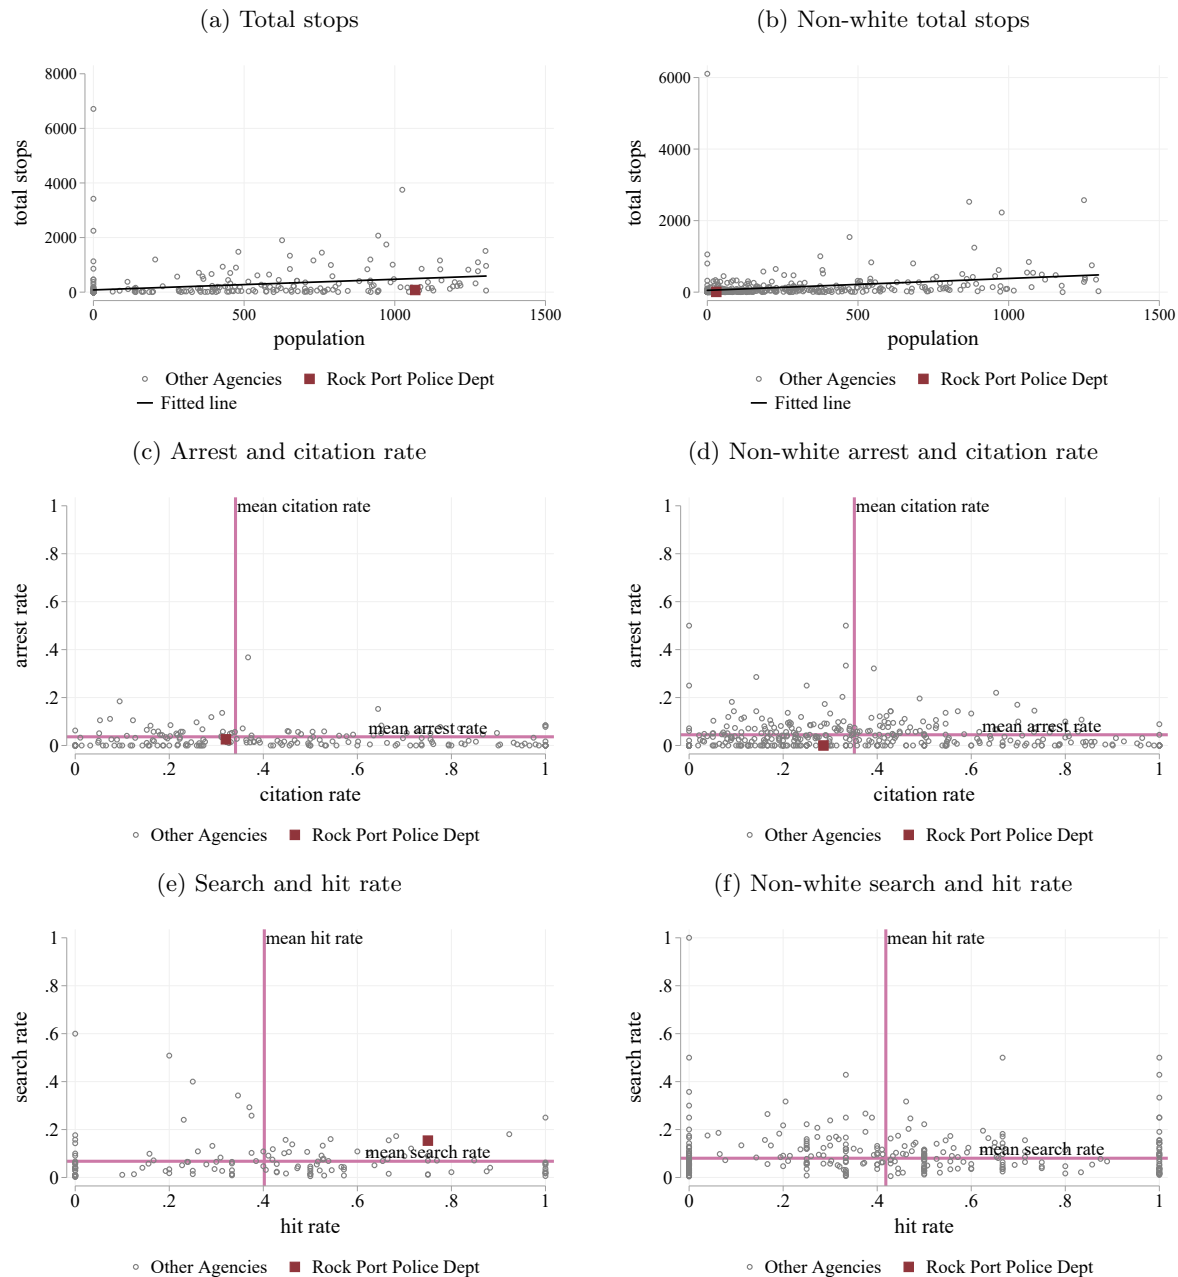 (a) Total stops
total stops
8000
6000
4000
2000
0
0 500 1000 1500
population
Other Agencies Rock Port Police Dept
Fitted line
(b) Non-white total stops
total stops
6000
4000
2000
0
0 500 1000 1500
population
Other Agencies Rock Port Police Dept
Fitted line
(c) Arrest and citation rate
arrest rate
1
.8
.6
.4
.2
0
mean citation rate
mean arrest rate
0 .2 .4 .6 .8 1
citation rate
Other Agencies Rock Port Police Dept
(d) Non-white arrest and citation rate
arrest rate
1
.8
.6
.4
.2
0
mean citation rate
mean arrest rate
0 .2 .4 .6 .8 1
citation rate
Other Agencies Rock Port Police Dept
(e) Search and hit rate
search rate
1
.8
.6
.4
.2
0
mean hit rate
mean search rate
0 .2 .4 .6 .8 1
hit rate
Other Agencies Rock Port Police Dept
(f) Non-white search and hit rate
search rate
1
.8
.6
.4
.2
0
mean hit rate
mean search rate
0 .2 .4 .6 .8 1
hit rate
Other Agencies Rock Port Police Dept